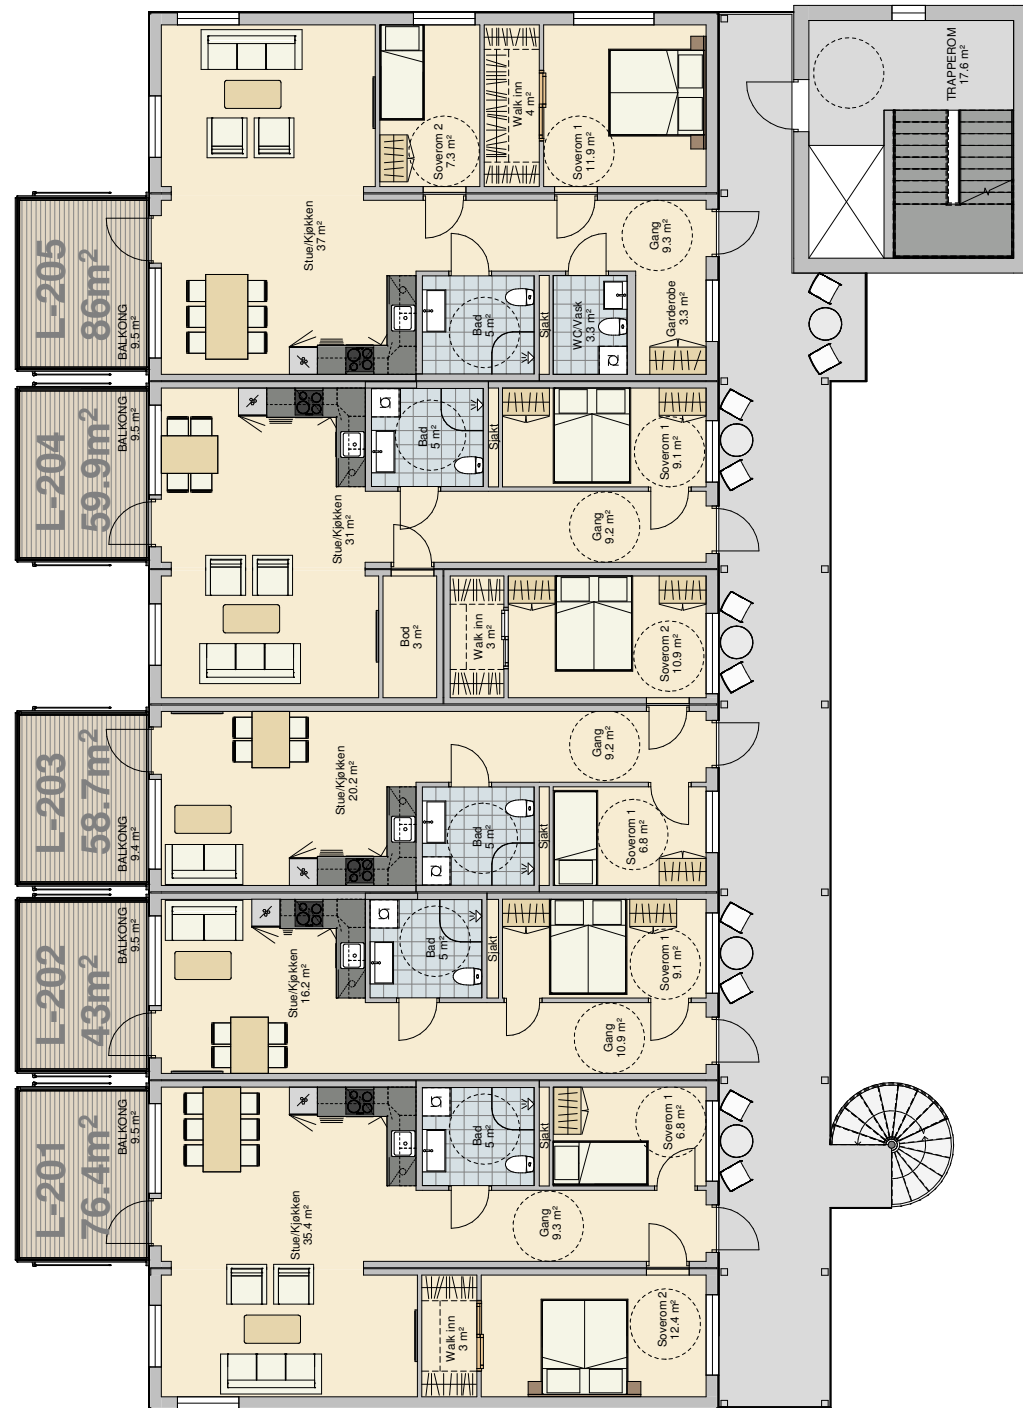 TRAPPEROM
17.6 m²
Walk inn
4 m²
Soverom 2
7.3 m²
Soverom 1
11.9 m²
L-205
86m²
BALKONG
9.5 m²
Stue/Kjøkken
37 m²
Gang
9.3 m²
Bad
5 m²
Sjakt
WC/Vask
3.3 m²
Garderobe
3.3 m²
L-204
59.9m²
BALKONG
9.5 m²
Stue/Kjøkken
31 m²
Bad
5 m²
Sjakt
Soverom 1
9.1 m²
Gang
9.2 m²
Bod
3 m²
Walk inn
3 m²
Soverom 2
10.9 m²
L-203
58.7m²
BALKONG
9.4 m²
Stue/Kjøkken
20.2 m²
Gang
9.2 m²
Bad
5 m²
Sjakt
Soverom 1
6.8 m²
L-202
43m²
BALKONG
9.5 m²
Stue/Kjøkken
16.2 m²
Bad
5 m²
Sjakt
Soverom 1
9.1 m²
Gang
10.9 m²
L-201
76.4m²
BALKONG
9.5 m²
Stue/Kjøkken
35.4 m²
Bad
5 m²
Sjakt
Soverom 1
6.8 m²
Gang
9.3 m²
Walk inn
3 m²
Soverom 2
12.4 m²